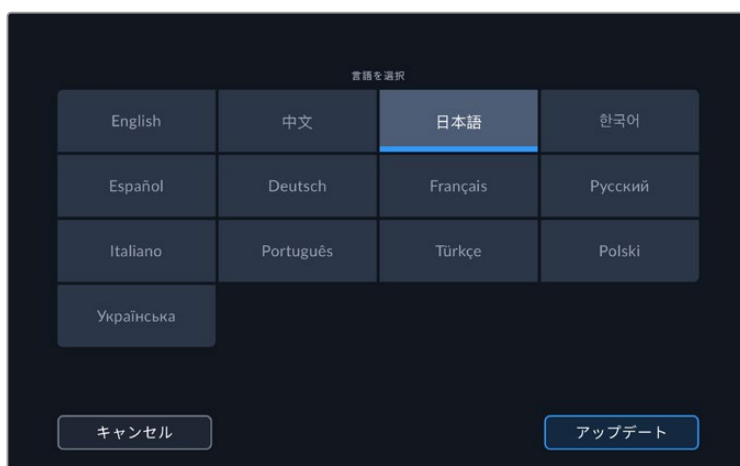 言語を選択
English 中文 日本語 한국어
Español Deutsch Français Русский
Italiano Português Türkçe Polski
Українська
キャンセル アップデート